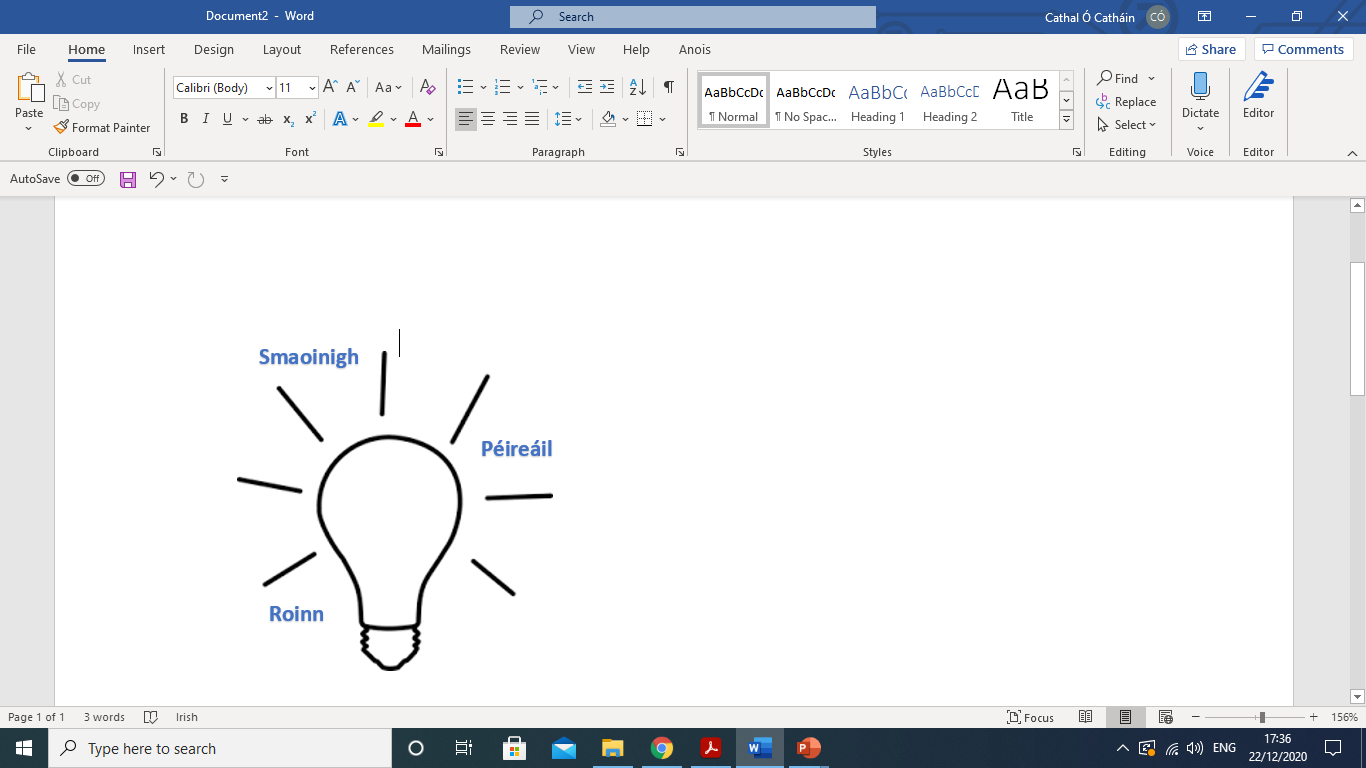 Document2 - Word
Search
Cathal Ó Catháin
CÓ
File Home Insert Design Layout References Mailings Review View Help Anois
Share Comments
Paste
Cut
Copy
Format Painter
Clipboard
Calibri (Body) 11
Font
Paragraph
AaBbCcDc AaBbCcDc AaBbCc AaBbCcD AaB
¶ Normal ¶ No Spac... Heading 1 Heading 2 Title
Styles
Find
Replace
Select
Editing
Dictate
Voice
Editor
Editor
AutoSave Off
Smaoinigh
Péireáil
Roinn
Page 1 of 1 3 words Irish
Focus
156%
Type here to search
ENG
17:36
22/12/2020